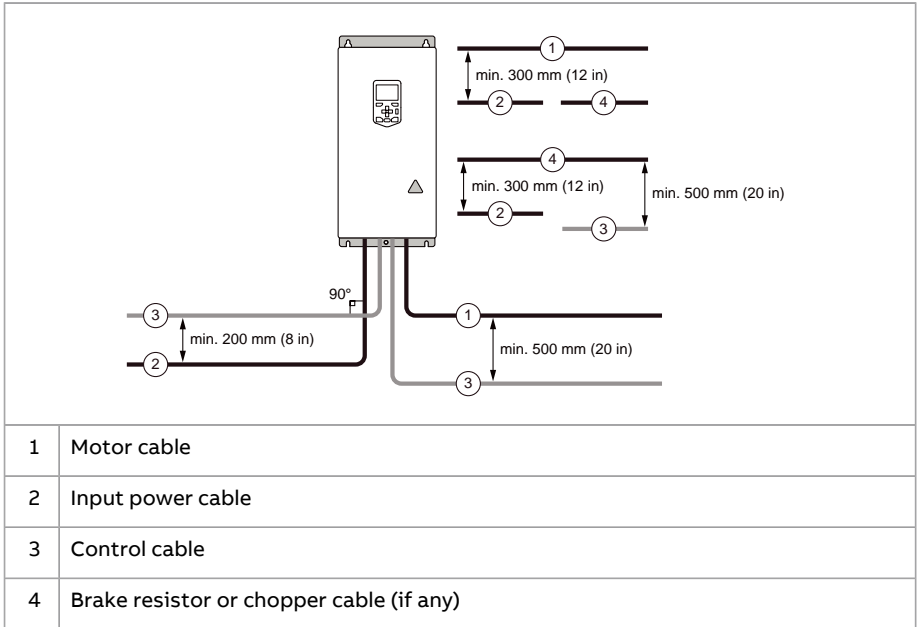 1
min. 300 mm (12 in)
2
4
4
min. 300 mm (12 in)
min. 500 mm (20 in)
2
3
90°
3
1
min. 200 mm (8 in)
min. 500 mm (20 in)
2
3
1 Motor cable
2 Input power cable
3 Control cable
4 Brake resistor or chopper cable (if any)